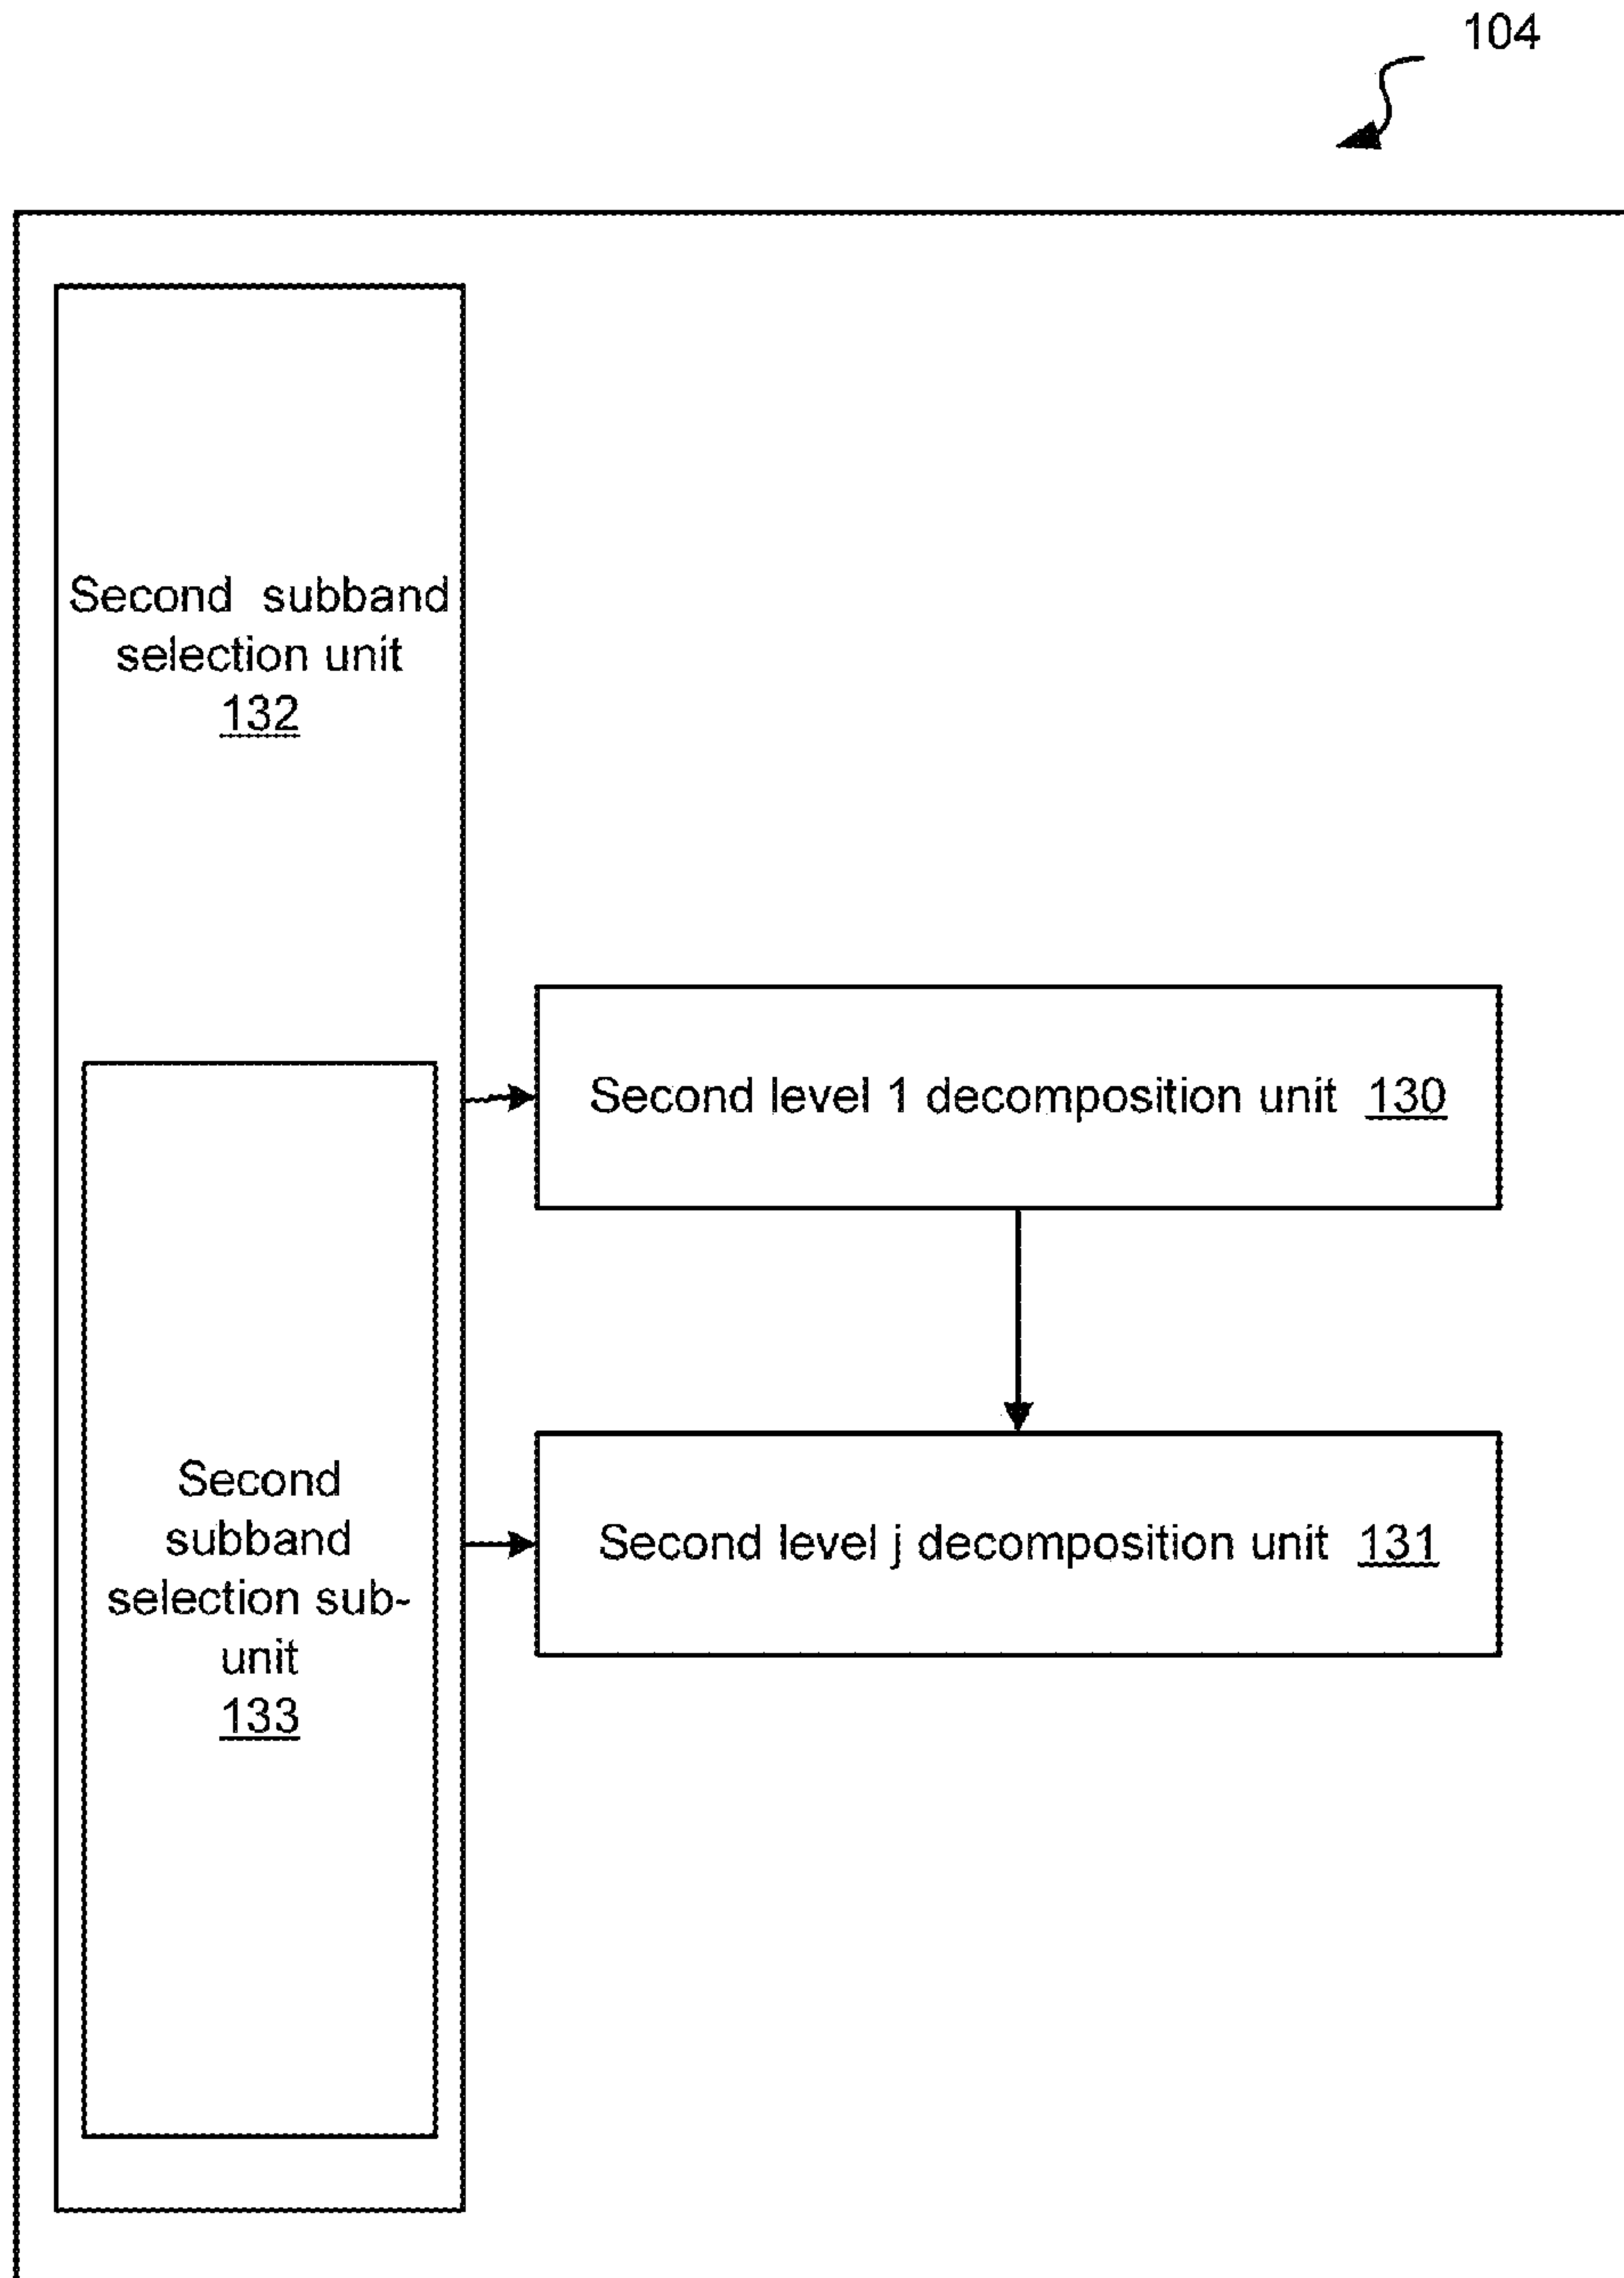 104
Second subband
selection unit
132
Second level 1 decomposition unit 130
Second
subband
selection sub-
unit
133
Second level j decomposition unit 131